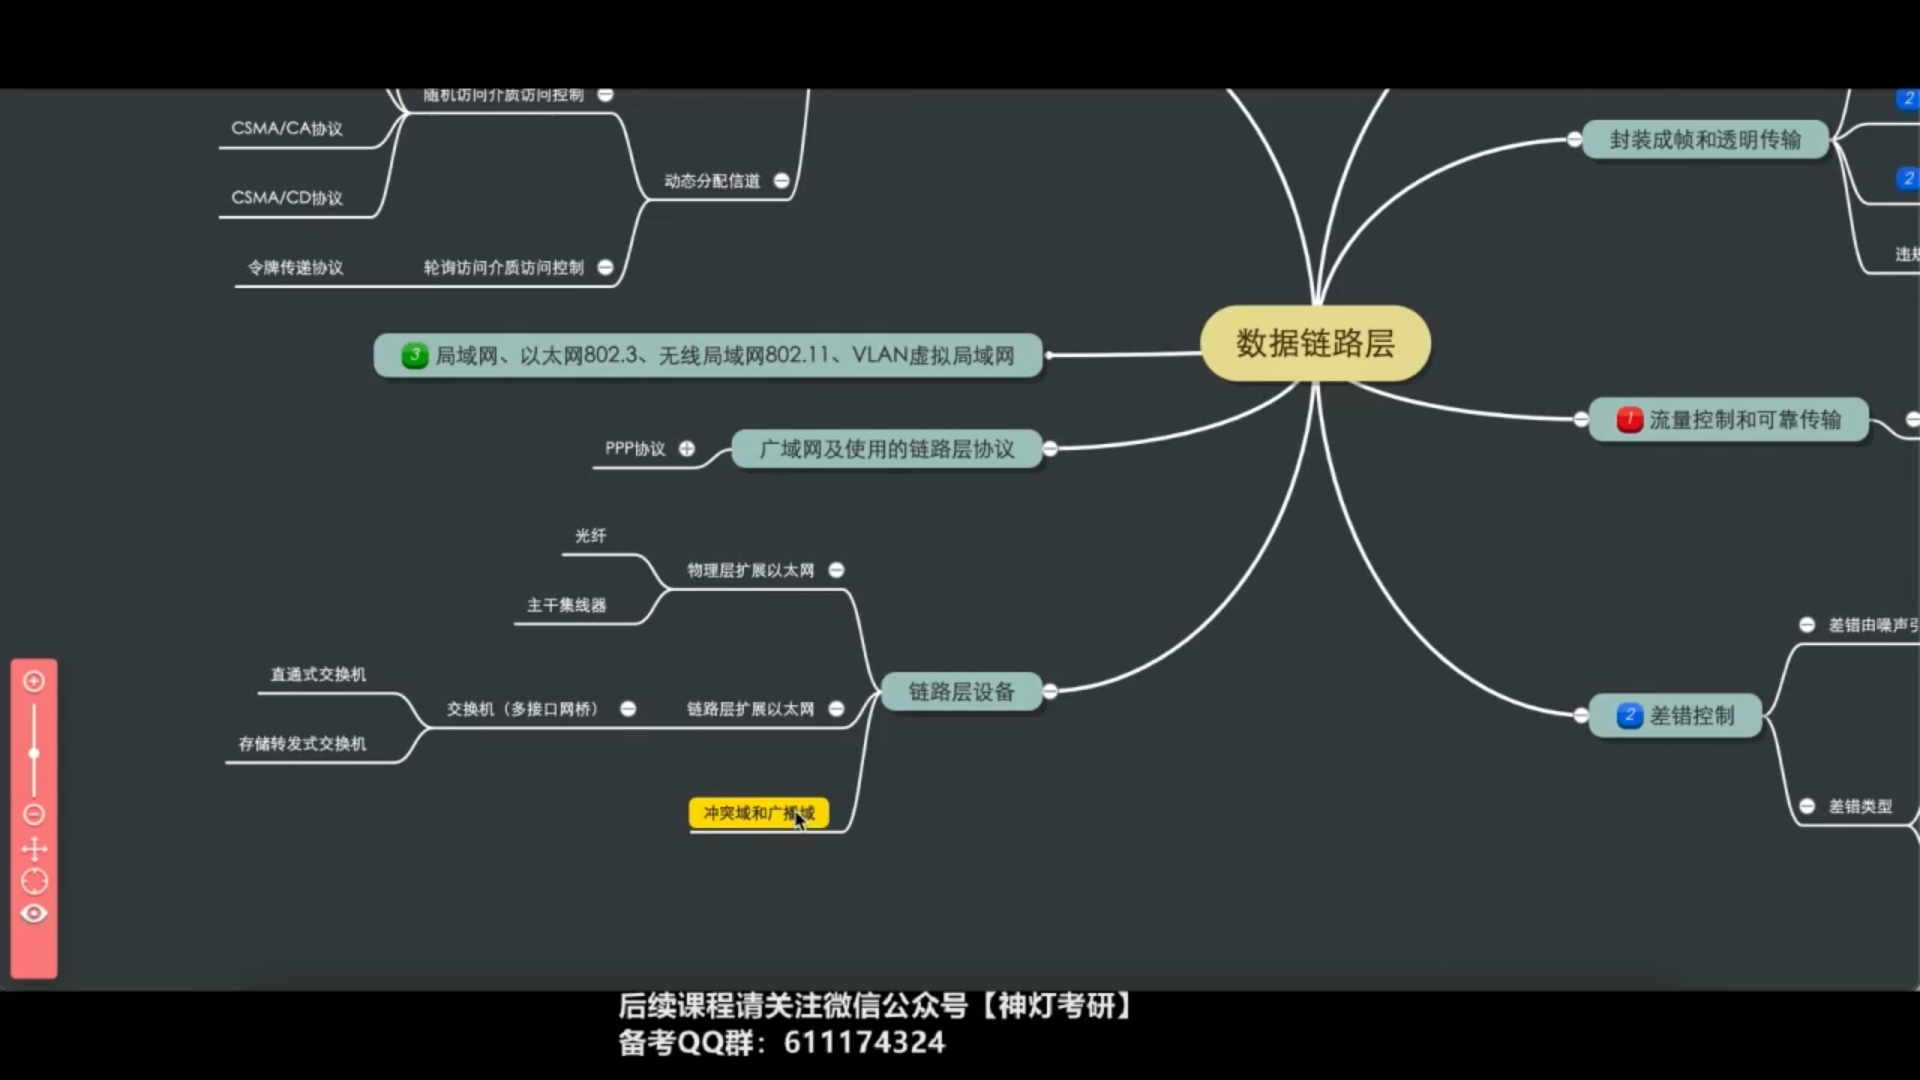 随机访问介质访问控制
CSMA/CA协议
CSMA/CD协议
动态分配信道
令牌传递协议
轮询访问介质访问控制
3 局域网、以太网802.3、无线局域网802.11、VLAN虚拟局域网
数据链路层
PPP协议
广域网及使用的链路层协议
光纤
物理层扩展以太网
主干集线器
直通式交换机
交换机（多接口网桥）
链路层扩展以太网
链路层设备
存储转发式交换机
冲突域和广播域
2
封装成帧和透明传输
2
违规
1 流量控制和可靠传输
差错由噪声引
2 差错控制
差错类型
后续课程请关注微信公众号【神灯考研】
备考QQ群：611174324